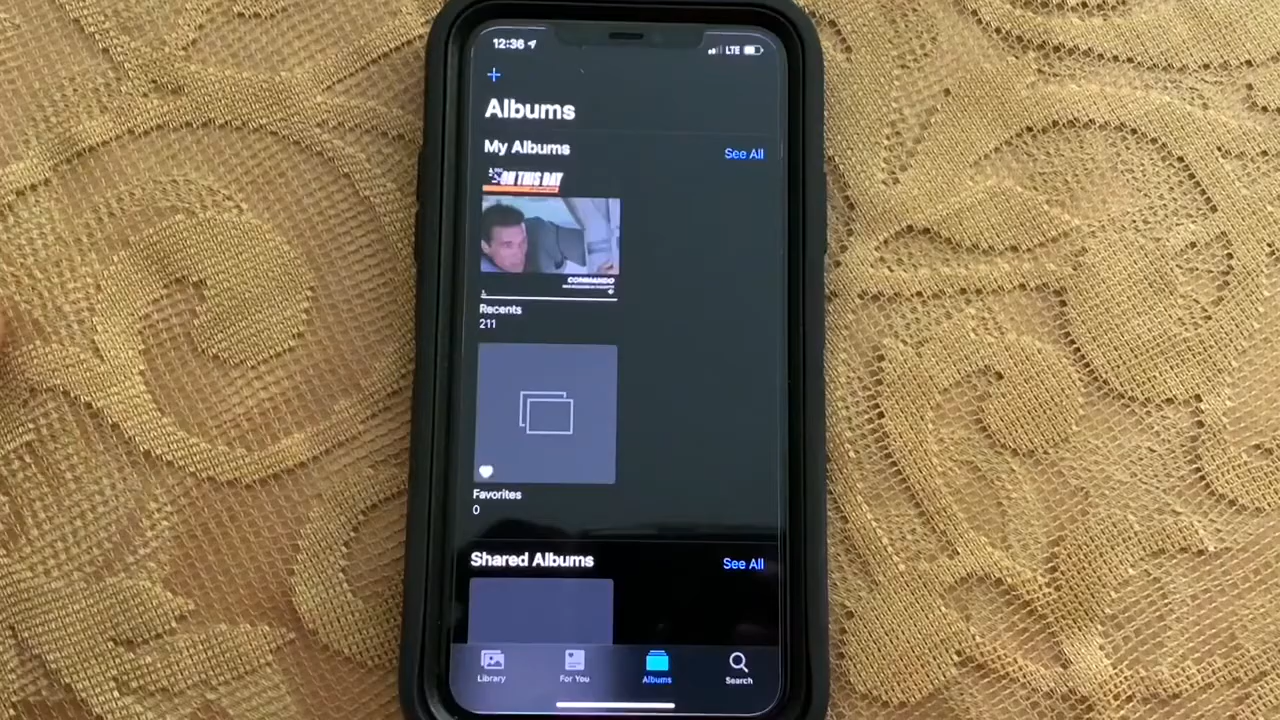 12:36
LTE
Albums
My Albums
See All
ON THIS DAY
COMMANDO
Recents
211
Favorites
0
Shared Albums
See All
Library
For You
Albums
Search